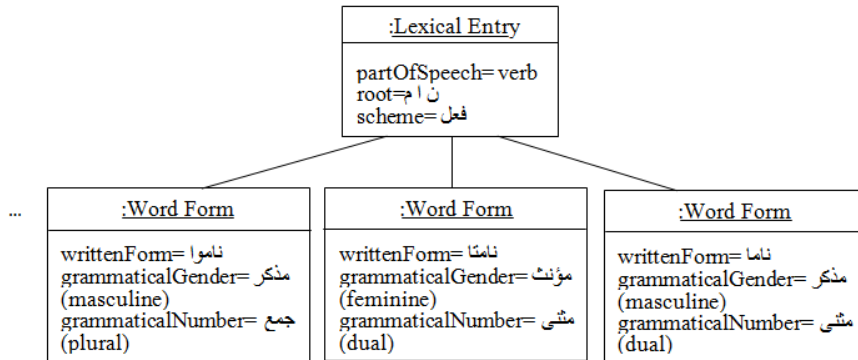 :Lexical Entry
partOfSpeech= verb
root= ن ا م
scheme= فعل
...
:Word Form
writtenForm= ناموا
grammaticalGender= مذكر
(masculine)
grammaticalNumber= جمع
(plural)
:Word Form
writtenForm= نامتا
grammaticalGender= مؤنث
(feminine)
grammaticalNumber= مثنى
(dual)
:Word Form
writtenForm= ناما
grammaticalGender= مذكر
(masculine)
grammaticalNumber= مثنى
(dual)